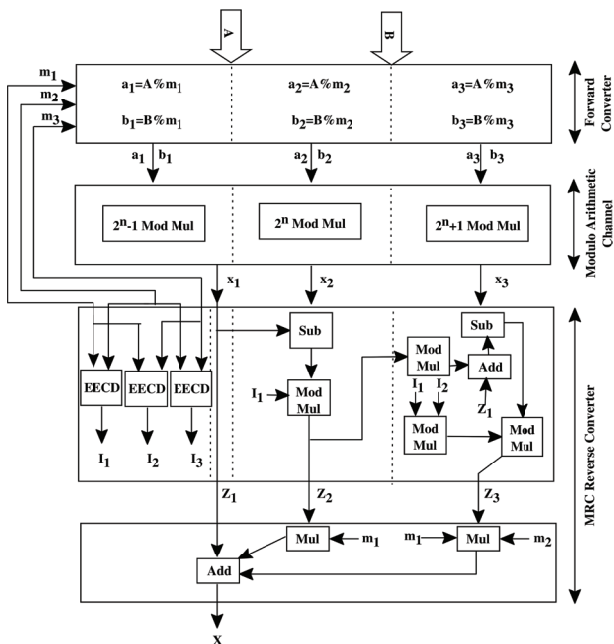 A
B
m1
m2
m3
a1=A%m1
a2=A%m2
a3=A%m3
b1=B%m1
b2=B%m2
b3=B%m3
Forward
Converter
a1 b1
a2 b2
a3 b3
2^n-1 Mod Mul
2^n Mod Mul
2^n+1 Mod Mul
Modulo Arithmetic
Channel
x1
x2
x3
Sub
Sub
Mod
Mul
Add
EECD
EECD
EECD
I1
Mod
Mul
I1
I2
Z1
Mod
Mul
Mod
Mul
I1
I2
I3
Z1
Z2
Z3
MRC Reverse Converter
Mul
m1
m1
Mul
m2
Add
X